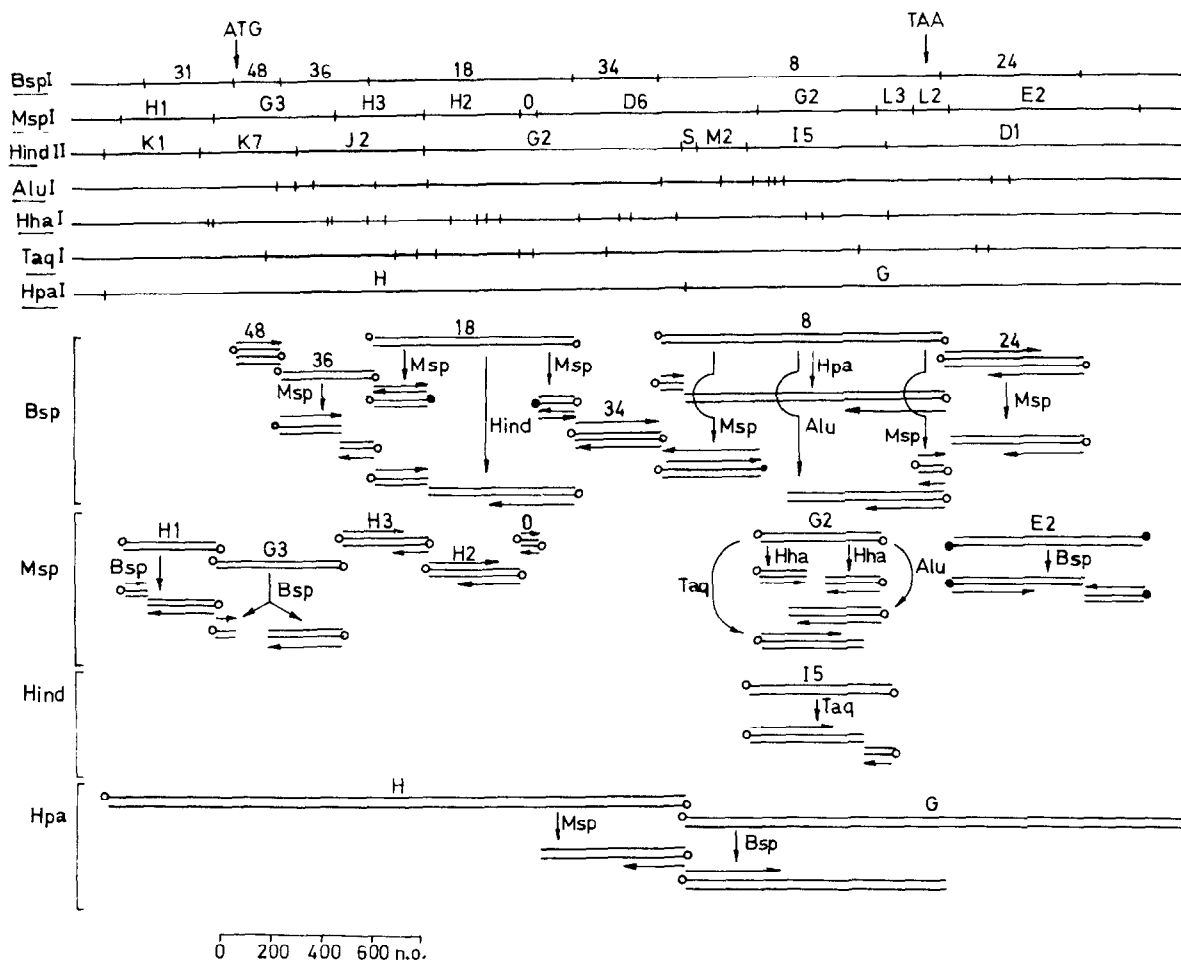 ATG TAA
BspI 31 48 36 18 34 8 24
MspI H1 G3 H3 H2 0 D6 G2 L3 L2 E2
Hind II K1 K7 J2 G2 S M2 I5 D1
AluI
HhaI
TaqI
HpaI H G
Bsp
48 18 8
36 24
Msp Msp Msp Hpa
Msp
34
Hind Msp Alu Msp
Msp
H1 G3 H3 H2 0 G2 E2
Bsp Bsp Hha Hha Alu Bsp
Taq
Hind
I5
Taq
Hpa
H
G
Msp
Bsp
0 200 400 600 n.o.